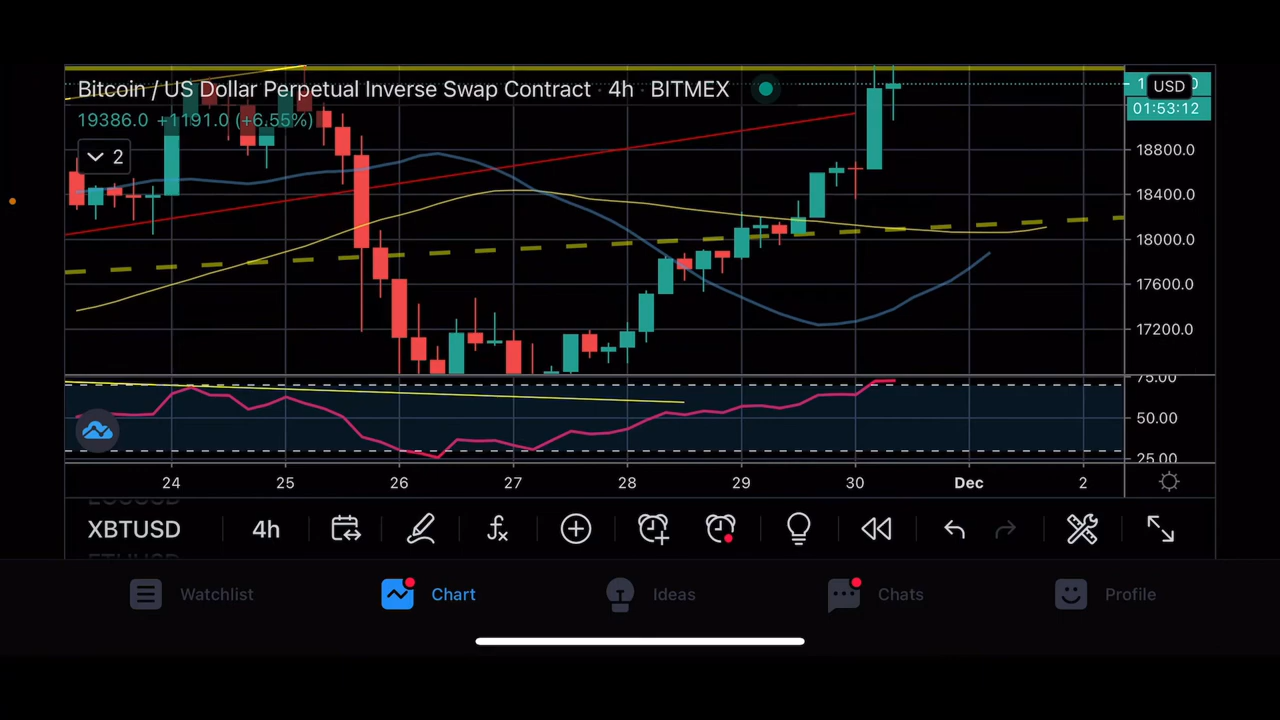 Bitcoin / US Dollar Perpetual Inverse Swap Contract · 4h · BITMEX
19386.0 +1191.0 (+6.55%)
2
USD
01:53:12
18800.0
18400.0
18000.0
17600.0
17200.0
75.00
50.00
25.00
24 25 26 27 28 29 30 Dec 2
XBTUSD 4h
Watchlist Chart Ideas Chats Profile